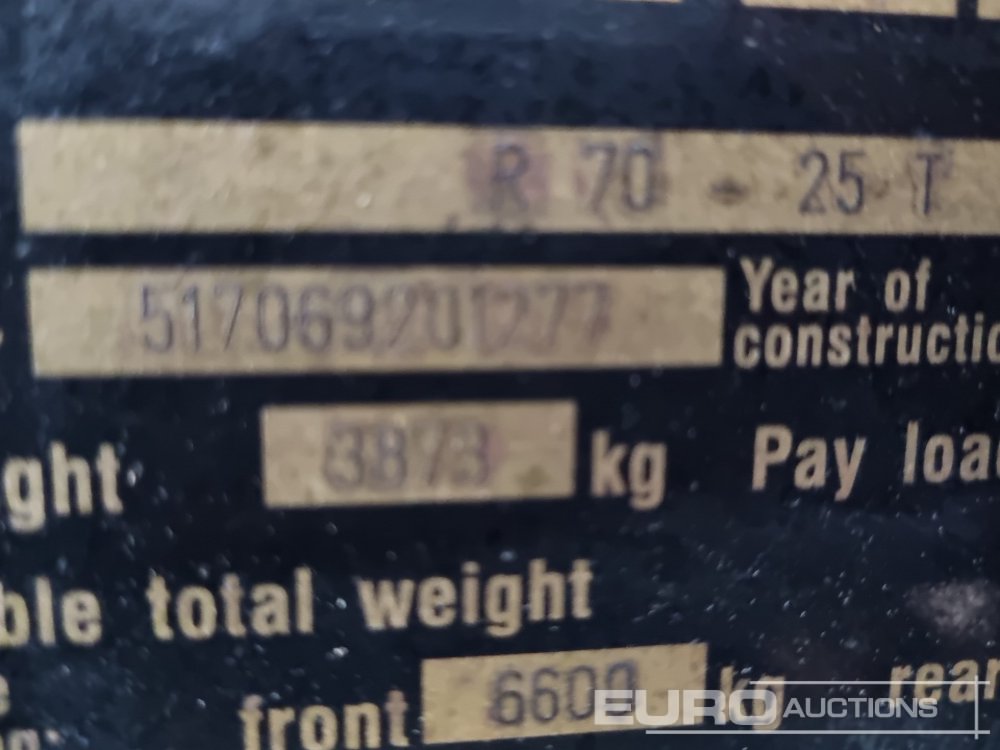 R 70 - 25 T
517069201277 Year of
constructio
ght 3873 kg Pay loa
ble total weight
front 6600 kg rear
EURO AUCTIONS